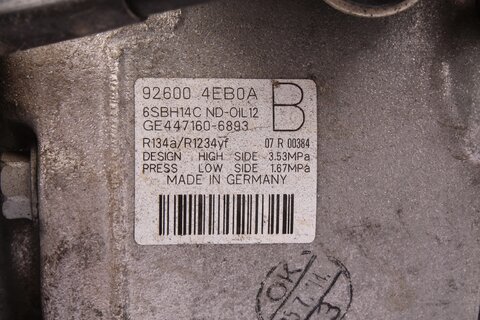 92600 4EB0A
B
6SBH14C ND-OIL12
GE447160-6893
R134a/R1234yf 07 R 00384
DESIGN HIGH SIDE 3.53MPa
PRESS LOW SIDE 1.67MPa
MADE IN GERMANY
OK